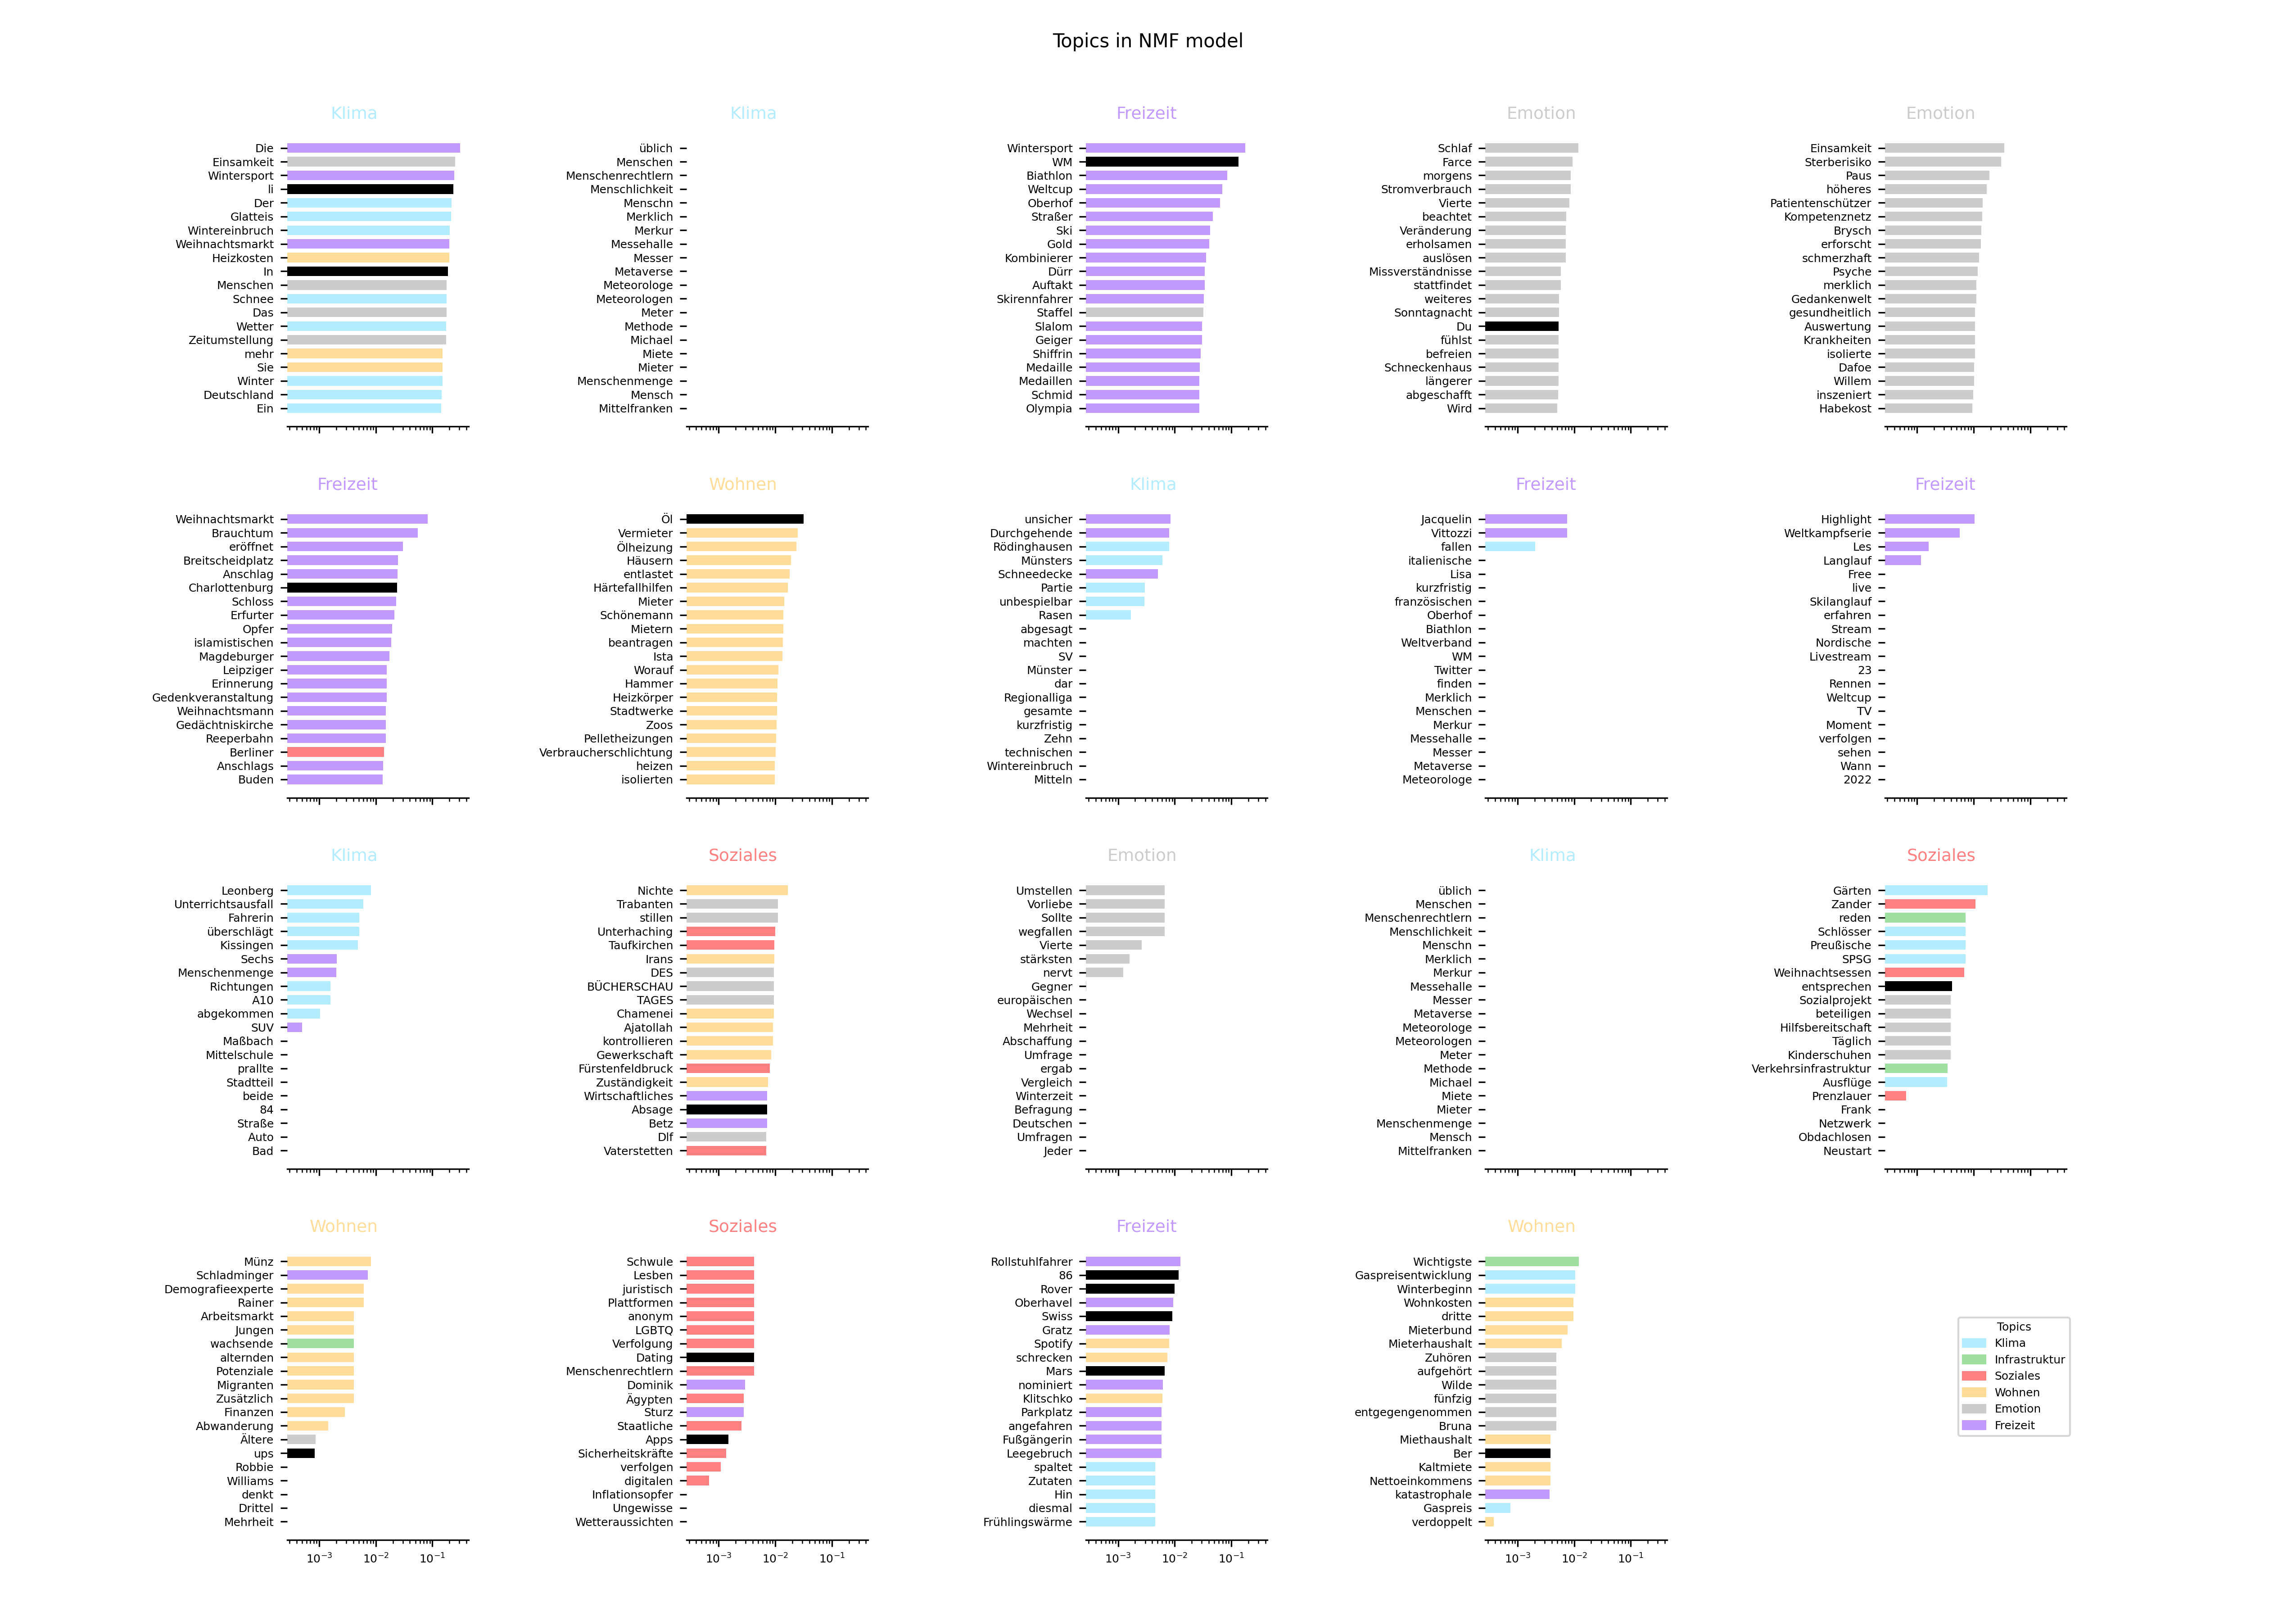 Topics in NMF model
Klima
Die
Einsamkeit
Wintersport
li
Der
Glatteis
Wintereinbruch
Weihnachtsmarkt
Heizkosten
In
Menschen
Schnee
Das
Wetter
Zeitumstellung
mehr
Sie
Winter
Deutschland
Ein
Klima
üblich
Menschen
Menschenrechtlern
Menschlichkeit
Menschn
Merklich
Merkur
Messehalle
Messer
Metaverse
Meteorologe
Meteorologen
Meter
Methode
Michael
Miete
Mieter
Menschenmenge
Mensch
Mittelfranken
Freizeit
Wintersport
WM
Biathlon
Weltcup
Oberhof
Straßer
Ski
Gold
Kombinierer
Dürr
Auftakt
Skirennfahrer
Staffel
Slalom
Geiger
Shiffrin
Medaille
Medaillen
Schmid
Olympia
Emotion
Schlaf
Farce
morgens
Stromverbrauch
Vierte
beachtet
Veränderung
erholsamen
auslösen
Missverständnisse
stattfindet
weiteres
Sonntagnacht
Du
fühlst
befreien
Schneckenhaus
längerer
abgeschafft
Wird
Emotion
Einsamkeit
Sterberisiko
Paus
höheres
Patientenschützer
Kompetenznetz
Brysch
erforscht
schmerzhaft
Psyche
merklich
Gedankenwelt
gesundheitlich
Auswertung
Krankheiten
isolierte
Dafoe
Willem
inszeniert
Habekost
Freizeit
Weihnachtsmarkt
Brauchtum
eröffnet
Breitscheidplatz
Anschlag
Charlottenburg
Schloss
Erfurter
Opfer
islamistischen
Magdeburger
Leipziger
Erinnerung
Gedenkveranstaltung
Weihnachtsmann
Gedächtniskirche
Reeperbahn
Berliner
Anschlags
Buden
Wohnen
Öl
Vermieter
Ölheizung
Häusern
entlastet
Härtefallhilfen
Mieter
Schönemann
Mietern
beantragen
Ista
Worauf
Hammer
Heizkörper
Stadtwerke
Zoos
Pelletheizungen
Verbraucherschlichtung
heizen
isolierten
Klima
unsicher
Durchgehende
Rödinghausen
Münsters
Schneedecke
Partie
unbespielbar
Rasen
abgesagt
machten
SV
Münster
dar
Regionalliga
gesamte
kurzfristig
Zehn
technischen
Wintereinbruch
Mitteln
Freizeit
Jacquelin
Vittozzi
fallen
italienische
Lisa
kurzfristig
französischen
Oberhof
Biathlon
Weltverband
WM
Twitter
finden
Merklich
Menschen
Merkur
Messehalle
Messer
Metaverse
Meteorologe
Freizeit
Highlight
Weltkampfserie
Les
Langlauf
Free
live
Skilanglauf
erfahren
Stream
Nordische
Livestream
23
Rennen
Weltcup
TV
Moment
verfolgen
sehen
Wann
2022
Klima
Leonberg
Unterrichtsausfall
Fahrerin
überschlägt
Kissingen
Sechs
Menschenmenge
Richtungen
A10
abgekommen
SUV
Maßbach
Mittelschule
prallte
Stadtteil
beide
84
Straße
Auto
Bad
Soziales
Nichte
Trabanten
stillen
Unterhaching
Taufkirchen
Irans
DES
BÜCHERSCHAU
TAGES
Chamenei
Ajatollah
kontrollieren
Gewerkschaft
Fürstenfeldbruck
Zuständigkeit
Wirtschaftliches
Absage
Betz
Dlf
Vaterstetten
Emotion
Umstellen
Vorliebe
Sollte
wegfallen
Vierte
stärksten
nervt
Gegner
europäischen
Wechsel
Mehrheit
Abschaffung
Umfrage
ergab
Vergleich
Winterzeit
Befragung
Deutschen
Umfragen
Jeder
Klima
üblich
Menschen
Menschenrechtlern
Menschlichkeit
Menschn
Merklich
Merkur
Messehalle
Messer
Metaverse
Meteorologe
Meteorologen
Meter
Methode
Michael
Miete
Mieter
Menschenmenge
Mensch
Mittelfranken
Soziales
Gärten
Zander
reden
Schlösser
Preußische
SPSG
Weihnachtsessen
entsprechen
Sozialprojekt
beteiligen
Hilfsbereitschaft
Täglich
Kinderschuhen
Verkehrsinfrastruktur
Ausflüge
Prenzlauer
Frank
Netzwerk
Obdachlosen
Neustart
Wohnen
Münz
Schladminger
Demografieexperte
Rainer
Arbeitsmarkt
Jungen
wachsende
alternden
Potenziale
Migranten
Zusätzlich
Finanzen
Abwanderung
Ältere
ups
Robbie
Williams
denkt
Drittel
Mehrheit
10⁻³ 10⁻² 10⁻¹
Soziales
Schwule
Lesben
juristisch
Plattformen
anonym
LGBTQ
Verfolgung
Dating
Menschenrechtlern
Dominik
Ägypten
Sturz
Staatliche
Apps
Sicherheitskräfte
verfolgen
digitalen
Inflationsopfer
Ungewisse
Wetteraussichten
10⁻³ 10⁻² 10⁻¹
Freizeit
Rollstuhlfahrer
86
Rover
Oberhavel
Swiss
Gratz
Spotify
schrecken
Mars
nominiert
Klitschko
Parkplatz
angefahren
Fußgängerin
Leegebruch
spaltet
Zutaten
Hin
diesmal
Frühlingswärme
10⁻³ 10⁻² 10⁻¹
Wohnen
Wichtigste
Gaspreisentwicklung
Winterbeginn
Wohnkosten
dritte
Mieterbund
Mieterhaushalt
Zuhören
aufgehört
Wilde
fünfzig
entgegengenommen
Bruna
Miethaushalt
Ber
Kaltmiete
Nettoeinkommens
katastrophale
Gaspreis
verdoppelt
10⁻³ 10⁻² 10⁻¹
Topics
Klima
Infrastruktur
Soziales
Wohnen
Emotion
Freizeit